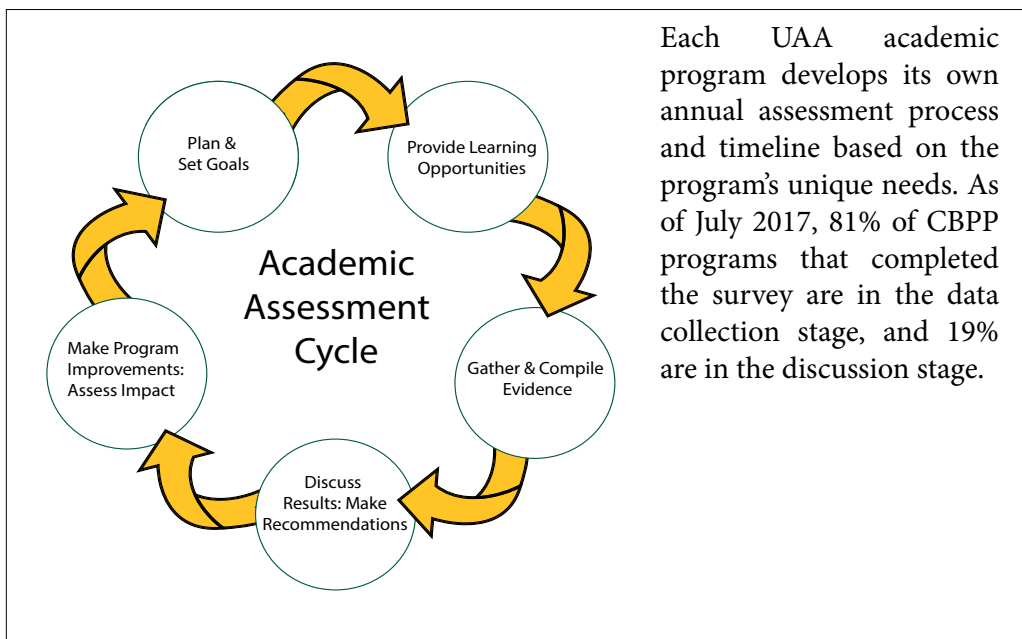 Plan &
Set Goals
Provide Learning
Opportunities
Gather & Compile
Evidence
Discuss
Results: Make
Recommendations
Make Program
Improvements:
Assess Impact
Academic
Assessment
Cycle
Each UAA academic
program develops its own
annual assessment process
and timeline based on the
program’s unique needs. As
of July 2017, 81% of CBPP
programs that completed
the survey are in the data
collection stage, and 19%
are in the discussion stage.